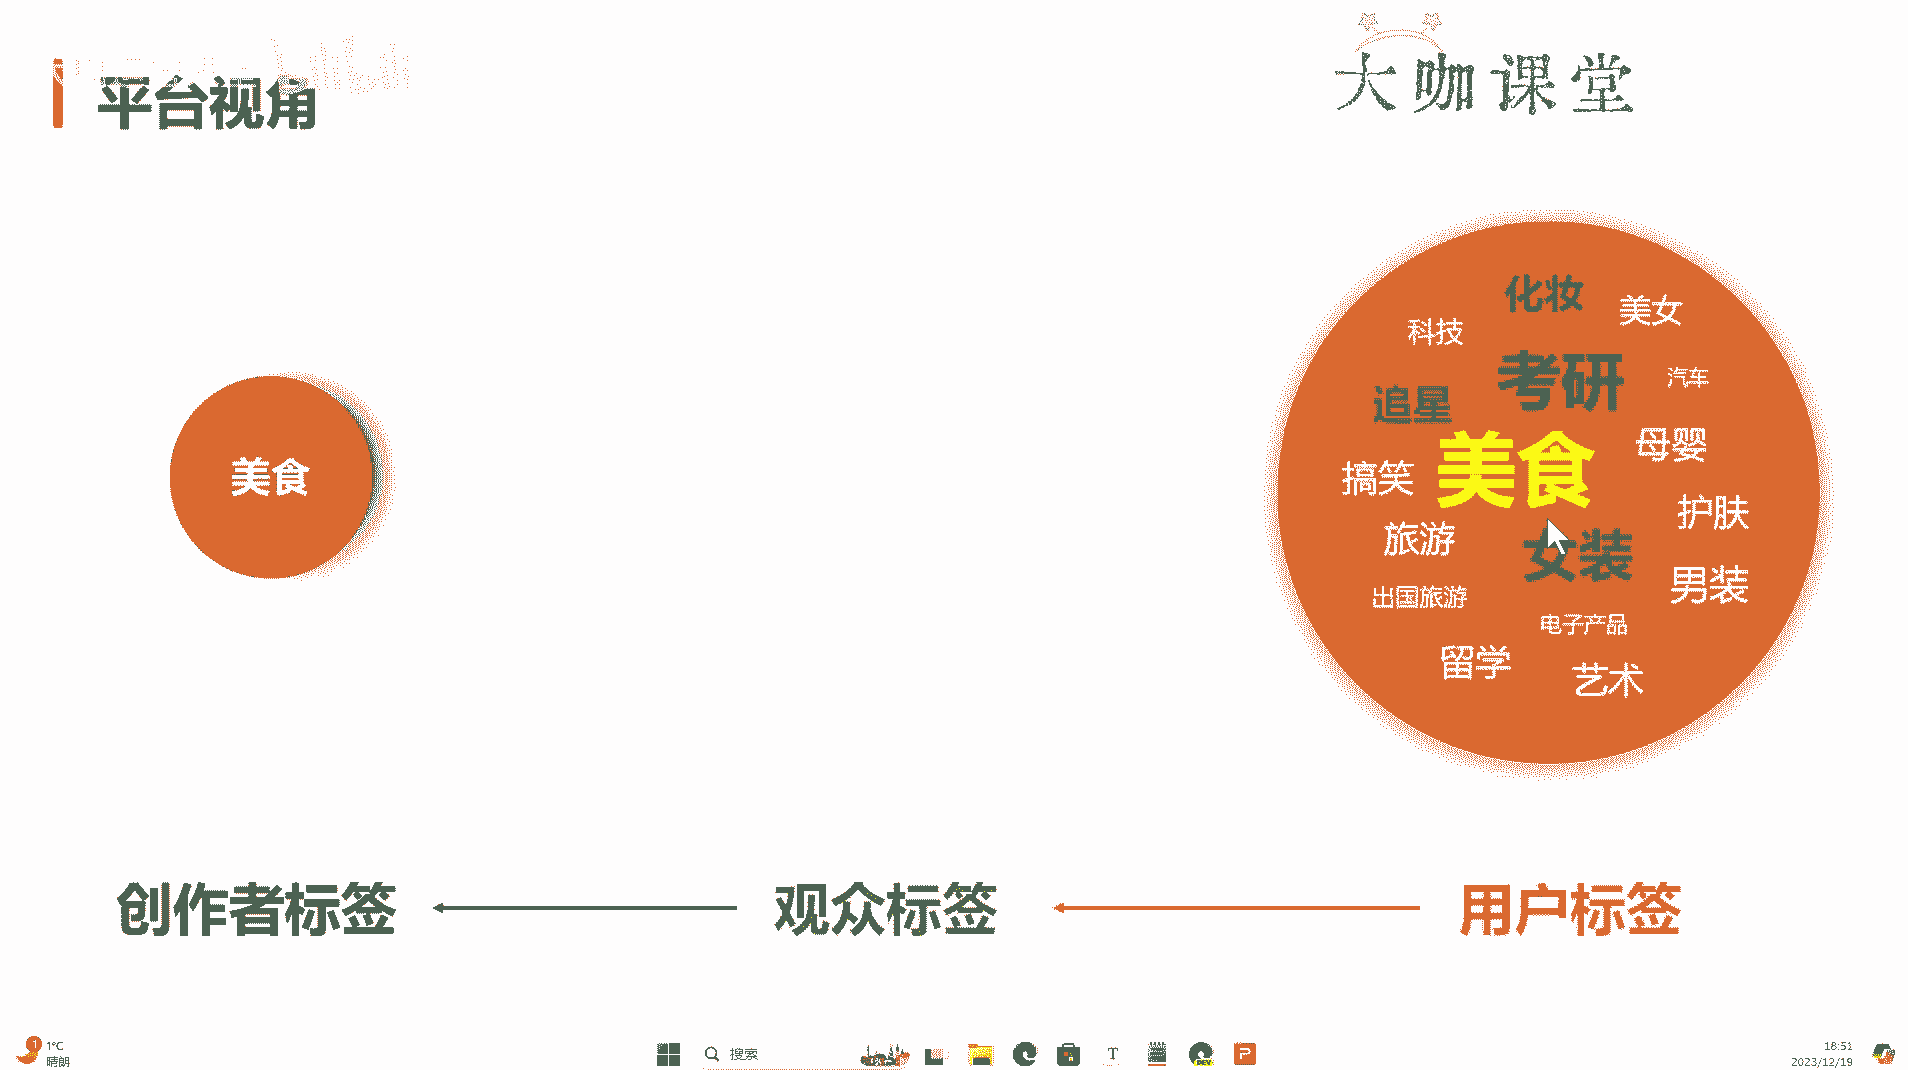 平台视角
大咖课堂
化妆
美女
科技
考研
汽车
追星
母婴
美食
搞笑
美食
护肤
旅游
女装
男装
出国旅游
电子产品
留学
艺术
创作者标签
观众标签
用户标签
1
1°C
晴朗
搜索
T
DEV
P
18:51
2023/12/19